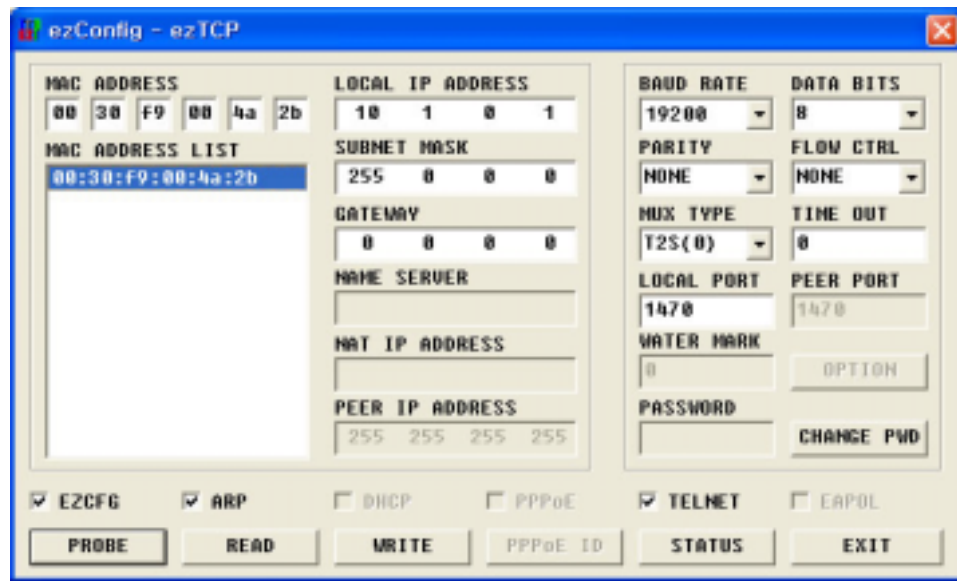 ezConfig - ezTCP
MAC ADDRESS
00 30 f9 00 4a 2b
MAC ADDRESS LIST
00:30:f9:00:4a:2b
LOCAL IP ADDRESS
10 1 0 1
SUBNET MASK
255 0 0 0
GATEWAY
0 0 0 0
NAME SERVER
NAT IP ADDRESS
PEER IP ADDRESS
255 255 255 255
BAUD RATE DATA BITS
19200 8
PARITY FLOW CTRL
NONE NONE
MUX TYPE TIME OUT
T2S(0) 0
LOCAL PORT PEER PORT
1470 1470
WATER MARK
0 OPTION
PASSWORD
CHANGE PWD
EZCFG ARP DHCP PPPoE TELNET EAPOL
PROBE READ WRITE PPPoE ID STATUS EXIT